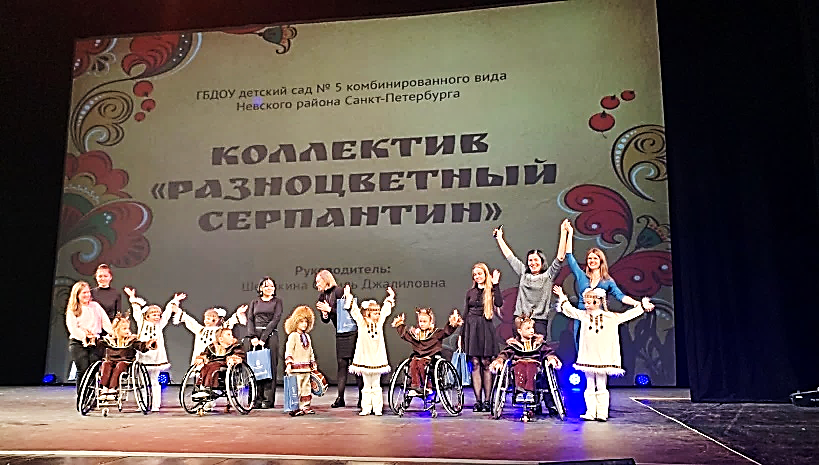 ГБДОУ детский сад № 5 комбинированного вида
Невского района Санкт-Петербурга
КОЛЛЕКТИВ
«РАЗНОЦВЕТНЫЙ
СЕРПАНТИН»
Руководитель:
Джалиловна